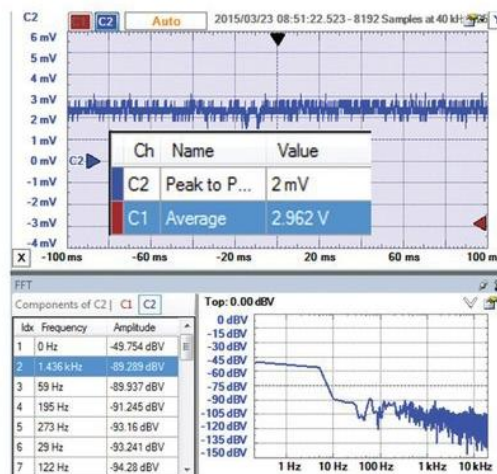 C2 C1 C2 Auto 2015/03/23 08:51:22.523 - 8192 Samples at 40
6 mV
5 mV
4 mV
3 mV
2 mV
1 mV
0 mV C2
-1 mV
-2 mV
-3 mV
-4 mV
Ch Name Value
C2 Peak to P... 2 mV
C1 Average 2.962 V
X -100 ms -60 ms -20 ms 20 ms 60 ms 100 m
FFT
Components of C2 | C1 C2
Idx Frequency Amplitude
1 0 Hz -49.754 dBV
2 1.436 kHz -89.289 dBV
3 59 Hz -89.937 dBV
4 195 Hz -91.245 dBV
5 273 Hz -93.16 dBV
6 29 Hz -93.241 dBV
7 122 Hz -94.28 dBV
Top: 0.00 dBV
0 dBV
-15 dBV
-30 dBV
-45 dBV
-60 dBV
-75 dBV
-90 dBV
-105 dBV
-120 dBV
-135 dBV
-150 dBV
1 Hz 10 Hz 100 Hz 1 kHz 10 kHz